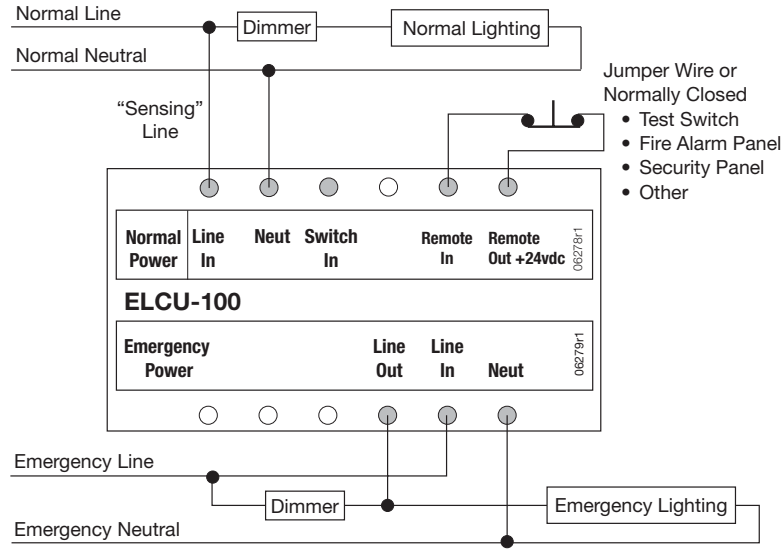 Normal Line
Dimmer
Normal Lighting
Normal Neutral
“Sensing”
Line
Jumper Wire or
Normally Closed
• Test Switch
• Fire Alarm Panel
• Security Panel
• Other
Normal Power
Line In
Neut
Switch In
Remote In
Remote Out +24vdc
06278r1
ELCU-100
Emergency Power
Line Out
Line In
Neut
06279r1
Emergency Line
Dimmer
Emergency Lighting
Emergency Neutral